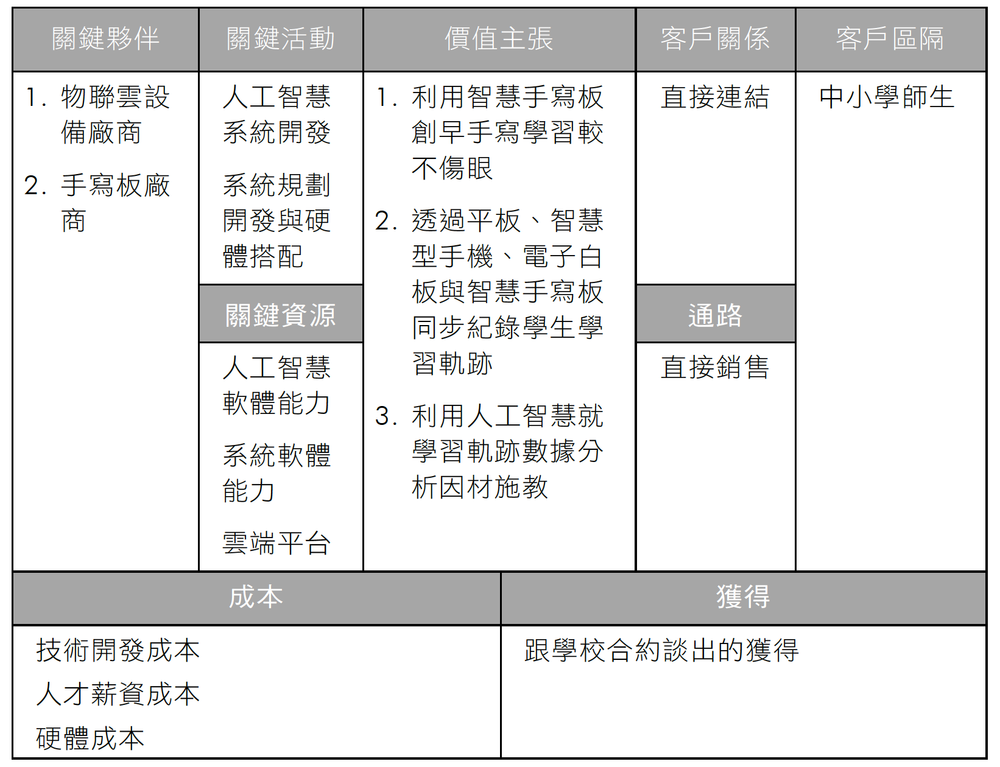 關鍵夥伴
1. 物聯雲設
備廠商
2. 手寫板廠
商
關鍵活動
人工智慧
系統開發
系統規劃
開發與硬
體搭配
關鍵資源
人工智慧
軟體能力
系統軟體
能力
雲端平台
價值主張
1. 利用智慧手寫板
創早手寫學習較
不傷眼
2. 透過平板、智慧
型手機、電子白
板與智慧手寫板
同步紀錄學生學
習軌跡
3. 利用人工智慧就
學習軌跡數據分
析因材施教
客戶關係
直接連結
通路
直接銷售
客戶區隔
中小學師生
成本
技術開發成本
人才薪資成本
硬體成本
獲得
跟學校合約談出的獲得